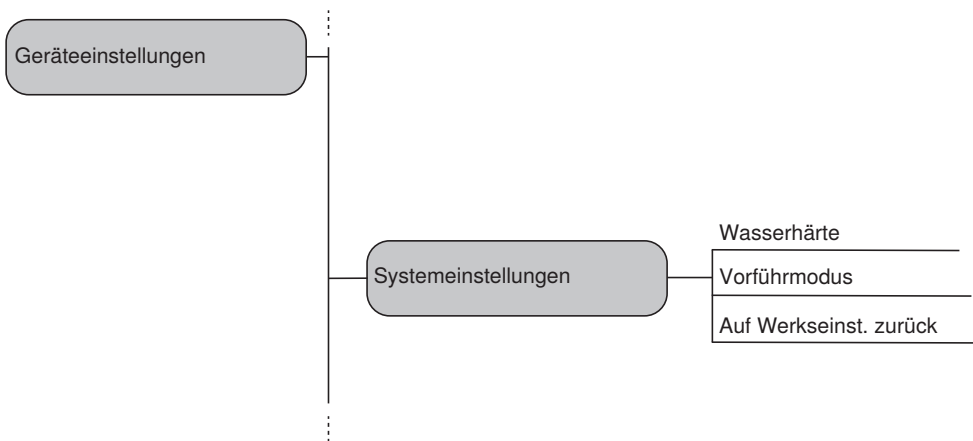 Geräteeinstellungen
Systemeinstellungen
Wasserhärte
Vorführmodus
Auf Werkseinst. zurück